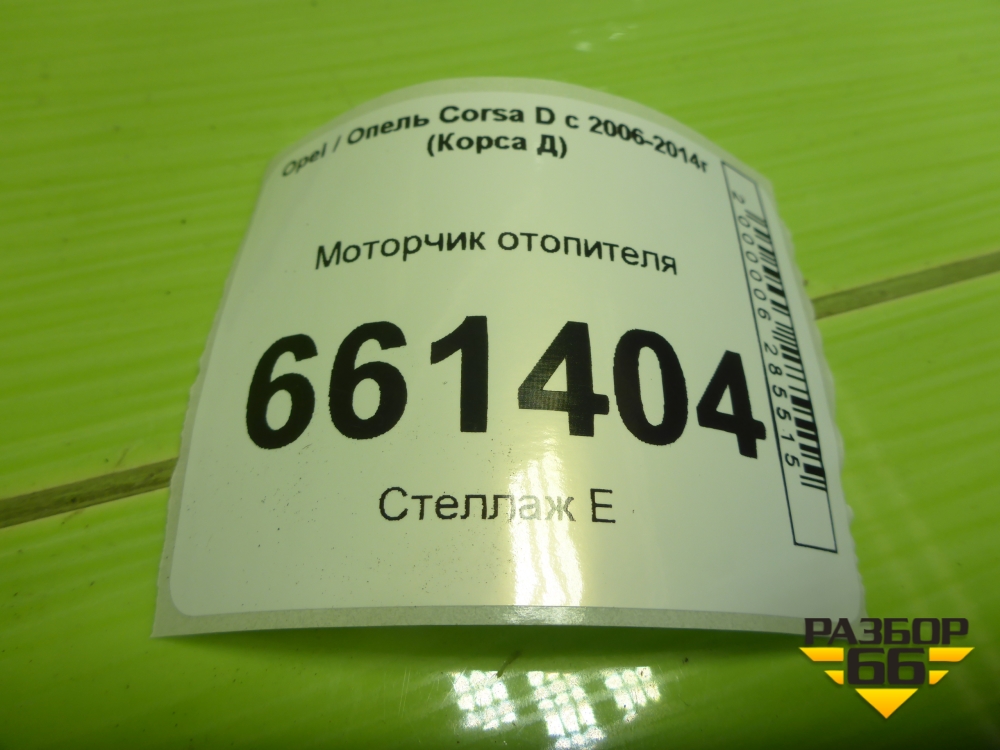 Opel / Опель Corsa D с 2006-2014г
(Корса Д)
Моторчик отопителя
661404
Стеллаж Е
2000006285515
РАЗБОР
66